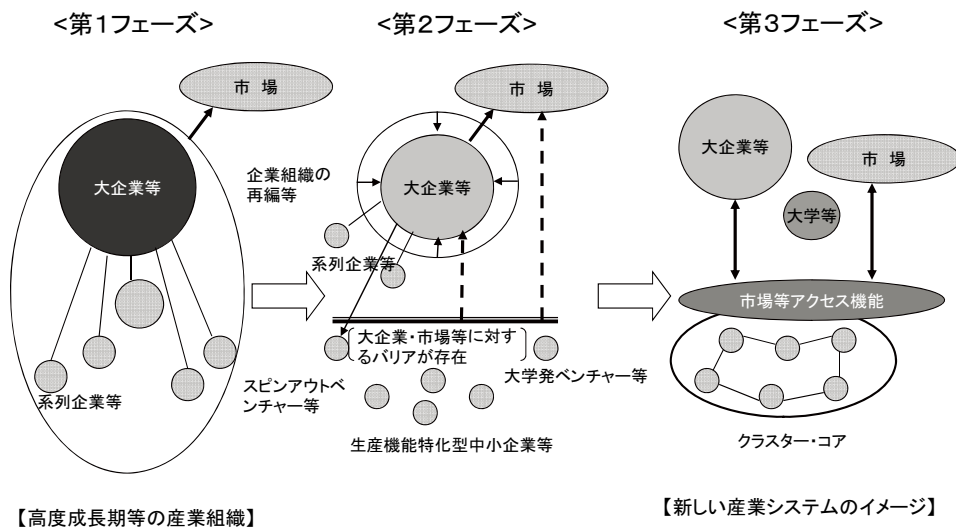 <第1フェーズ>
<第2フェーズ>
<第3フェーズ>
市 場
大企業等
系列企業等
【高度成長期等の産業組織】
企業組織の
再編等
市 場
大企業等
系列企業等
大企業・市場等に対す
るバリアが存在
スピンアウトベ
ンチャー等
大学発ベンチャー等
生産機能特化型中小企業等
大企業等
市 場
大学等
市場等アクセス機能
クラスター・コア
【新しい産業システムのイメージ】